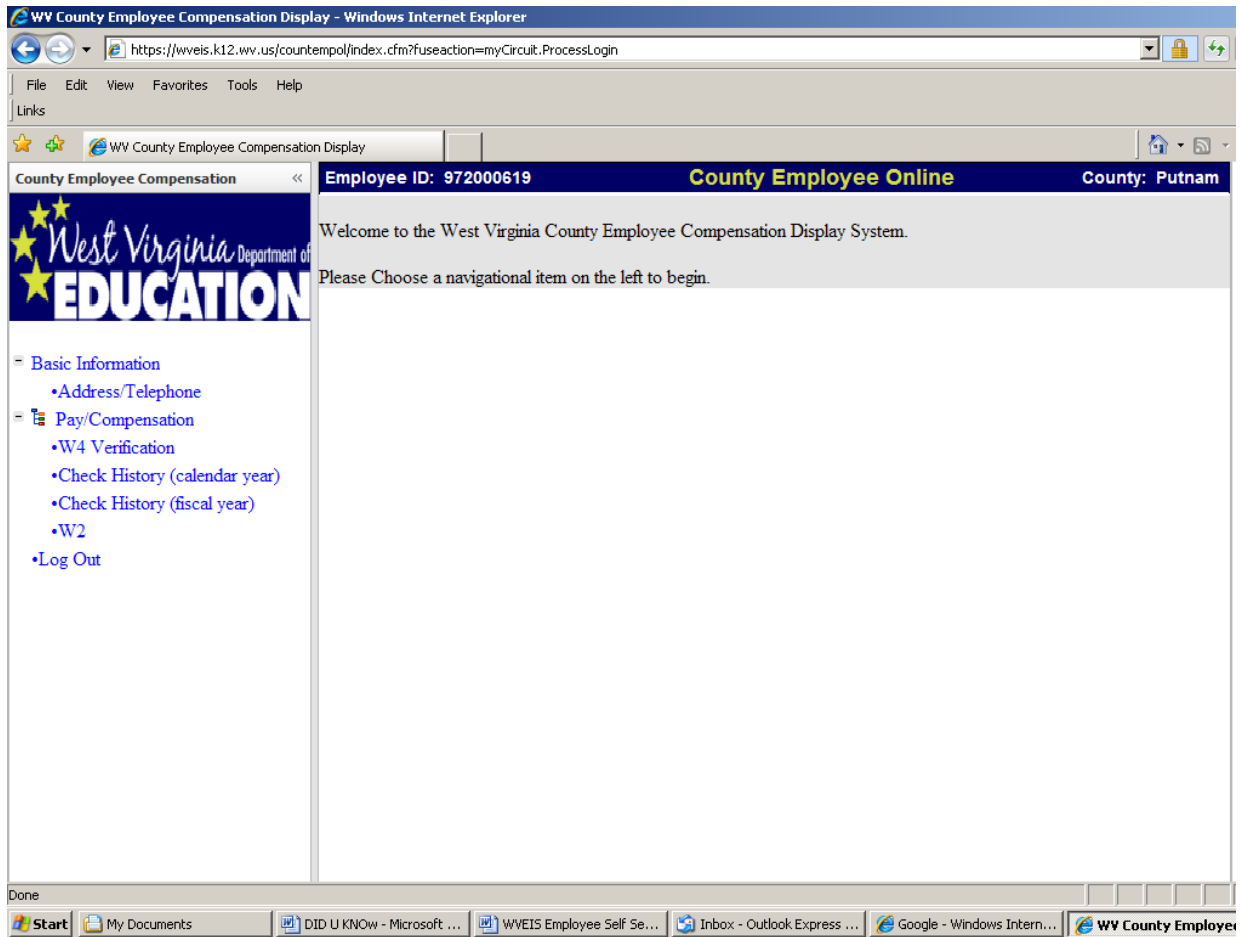 WV County Employee Compensation Display - Windows Internet Explorer
https://wveis.k12.wv.us/countempol/index.cfm?fuseaction=myCircuit.ProcessLogin
File Edit View Favorites Tools Help
Links
WV County Employee Compensation Display
County Employee Compensation «
Employee ID: 972000619 County Employee Online County: Putnam
West Virginia Department of
EDUCATION
Welcome to the West Virginia County Employee Compensation Display System.
Please Choose a navigational item on the left to begin.
Basic Information
•Address/Telephone
Pay/Compensation
•W4 Verification
•Check History (calendar year)
•Check History (fiscal year)
•W2
•Log Out
Done
Start My Documents DID U KNOw - Microsoft ... WVEIS Employee Self Se... Inbox - Outlook Express ... Google - Windows Intern... WV County Employee